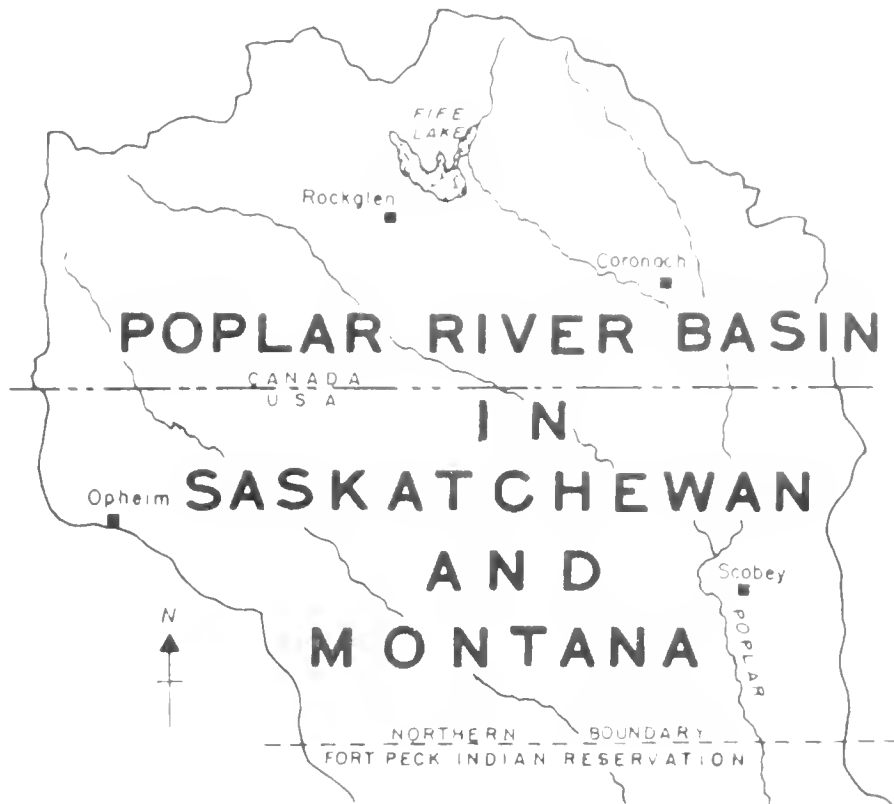 FIFE
LAKE
Rockglen
Coronach
POPLAR RIVER BASIN
CANADA
USA
IN
Opheim
SASKATCHEWAN
AND
Scobey
N
POPLAR
MONTANA
NORTHERN BOUNDARY
FORT PECK INDIAN RESERVATION